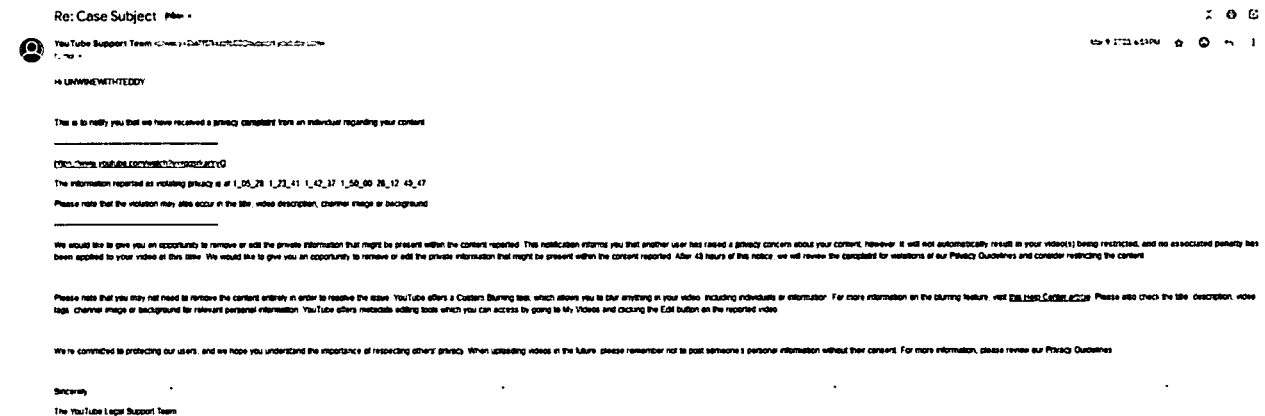 Re: Case Subject
YouTube Support Team
Hi UNWINEWITHTEDDY
This is to notify you that we have received a privacy complaint from an individual regarding your content
The information reported as violating privacy is at 1_05_28 1_23_41 1_42_37 1_50_00 26_12 43_47
Please note that the violation may also occur in the title, video description, channel image or background
We would like to give you an opportunity to remove or edit the private information that might be present within the content reported. This notification informs you that another user has raised a privacy concern about your content, however, it will not automatically result in your video(s) being restricted, and no associated penalty has
been applied to your video at this time. We would like to give you an opportunity to remove or edit the private information that might be present within the content reported. After 48 hours of this notice, we will review the complaint for violations of our Privacy Guidelines and consider restricting the content
Please note that you may not need to remove the content entirely in order to resolve the issue. YouTube offers a Custom Blurring tool, which allows you to blur anything in your video, including individuals or information. For more information on the blurring feature, visit this Help Center article. Please also check the title, description, video
tags, channel image or background for relevant personal information. YouTube offers metadata editing tools which you can access by going to My Videos and clicking the Edit button on the reported video
We're committed to protecting our users, and we hope you understand the importance of respecting others' privacy. When uploading videos in the future, please remember not to post someone's personal information without their consent. For more information, please review our Privacy Guidelines
Sincerely
The YouTube Legal Support Team